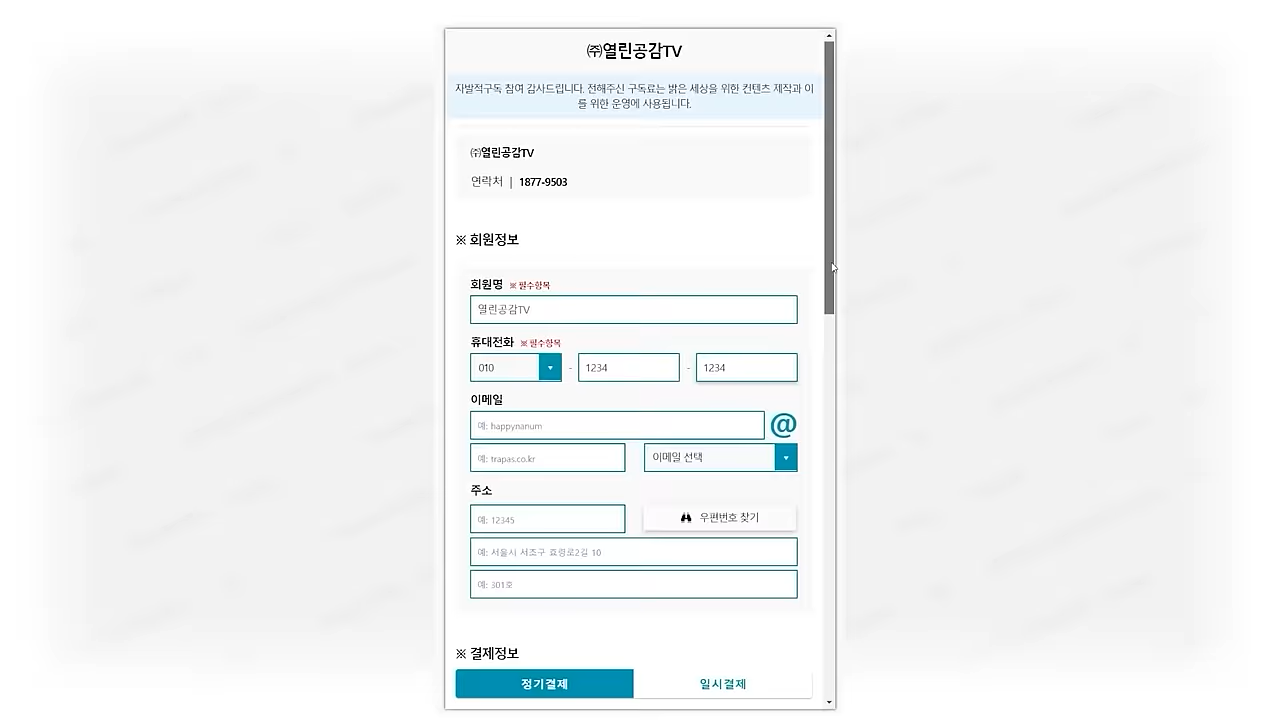 ㈜열린공감TV
자발적구독 참여 감사드립니다. 전해주신 구독료는 밝은 세상을 위한 컨텐츠 제작과 이
를 위한 운영에 사용됩니다.
㈜열린공감TV
연락처 | 1877-9503
※ 회원정보
회원명 ※ 필수항목
열린공감TV
휴대전화 ※ 필수항목
010 - 1234 - 1234
이메일
예: happynanum @
예: trapas.co.kr 이메일 선택
주소
예: 12345 우편번호 찾기
예: 서울시 서초구 효령로2길 10
예: 301호
※ 결제정보
정기결제 일시결제